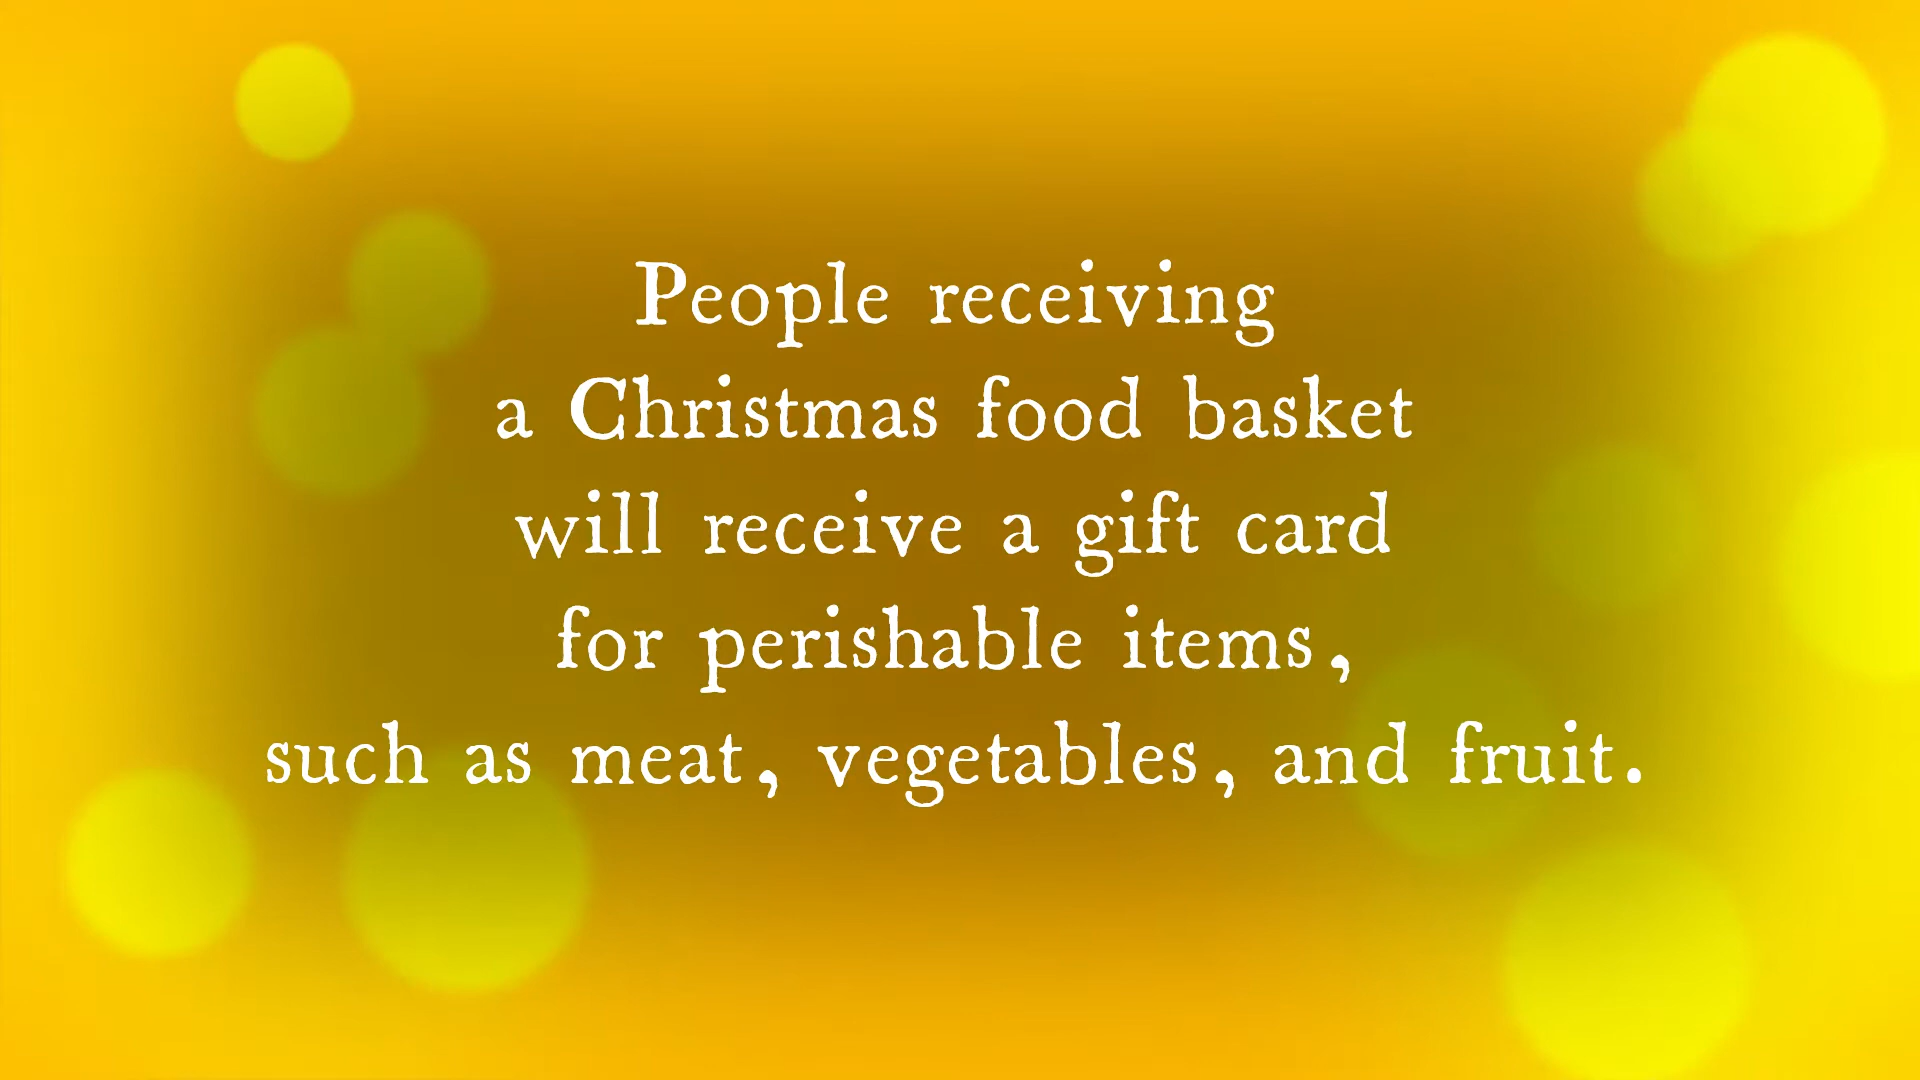 People receiving
a Christmas food basket
will receive a gift card
for perishable items,
such as meat, vegetables, and fruit.